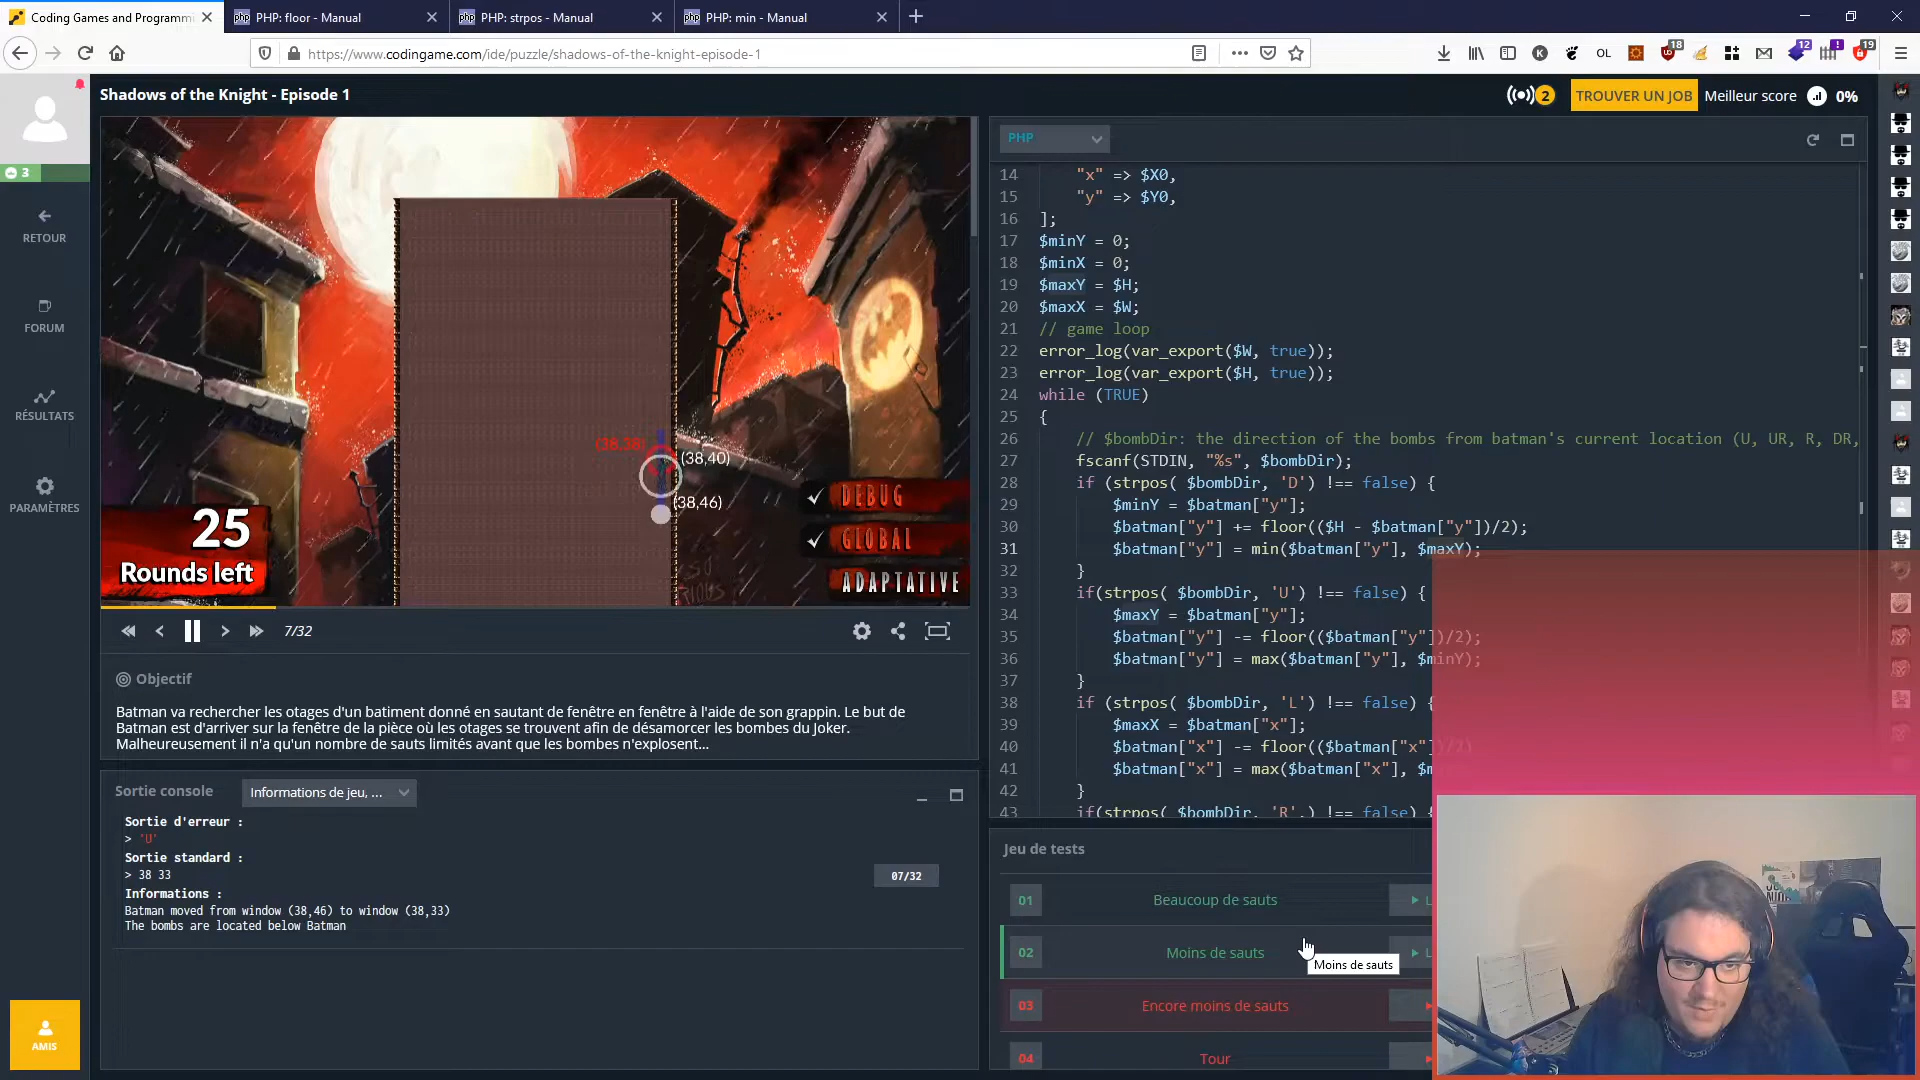 Coding Games and Programmi
PHP: floor - Manual
PHP: strpos - Manual
PHP: min - Manual
https://www.codingame.com/ide/puzzle/shadows-of-the-knight-episode-1
OL
18
12
19
Shadows of the Knight - Episode 1
2
TROUVER UN JOB
Meilleur score
0%
3
RETOUR
FORUM
RÉSULTATS
PARAMÈTRES
AMIS
(38,38)
(38,40)
(38,46)
25
Rounds left
DEBUG
GLOBAL
ADAPTATIVE
7/32
Objectif
Batman va rechercher les otages d'un batiment donné en sautant de fenêtre en fenêtre à l'aide de son grappin. Le but de
Batman est d'arriver sur la fenêtre de la pièce où les otages se trouvent afin de désamorcer les bombes du Joker.
Malheureusement il n'a qu'un nombre de sauts limités avant que les bombes n'explosent...
Sortie console
Informations de jeu, ...
Sortie d'erreur :
> 'U'
Sortie standard :
> 38 33
07/32
Informations :
Batman moved from window (38,46) to window (38,33)
The bombs are located below Batman
PHP
14 "x" => $X0,
15 "y" => $Y0,
16 ];
17 $minY = 0;
18 $minX = 0;
19 $maxY = $H;
20 $maxX = $W;
21 // game loop
22 error_log(var_export($W, true));
23 error_log(var_export($H, true));
24 while (TRUE)
25 {
26 // $bombDir: the direction of the bombs from batman's current location (U, UR, R, DR,
27 fscanf(STDIN, "%s", $bombDir);
28 if (strpos( $bombDir, 'D') !== false) {
29 $minY = $batman["y"];
30 $batman["y"] += floor(($H - $batman["y"])/2);
31 $batman["y"] = min($batman["y"], $maxY);
32 }
33 if(strpos( $bombDir, 'U') !== false) {
34 $maxY = $batman["y"];
35 $batman["y"] -= floor(($batman["y"])/2);
36 $batman["y"] = max($batman["y"], $minY);
37 }
38 if (strpos( $bombDir, 'L') !== false) {
39 $maxX = $batman["x"];
40 $batman["x"] -= floor(($batman["x"])/2)
41 $batman["x"] = max($batman["x"], $m
42 }
43 if(strpos( $bombDir, 'R',) !== false) {
Jeu de tests
01 Beaucoup de sauts
02 Moins de sauts
Moins de sauts
03 Encore moins de sauts
04 Tour